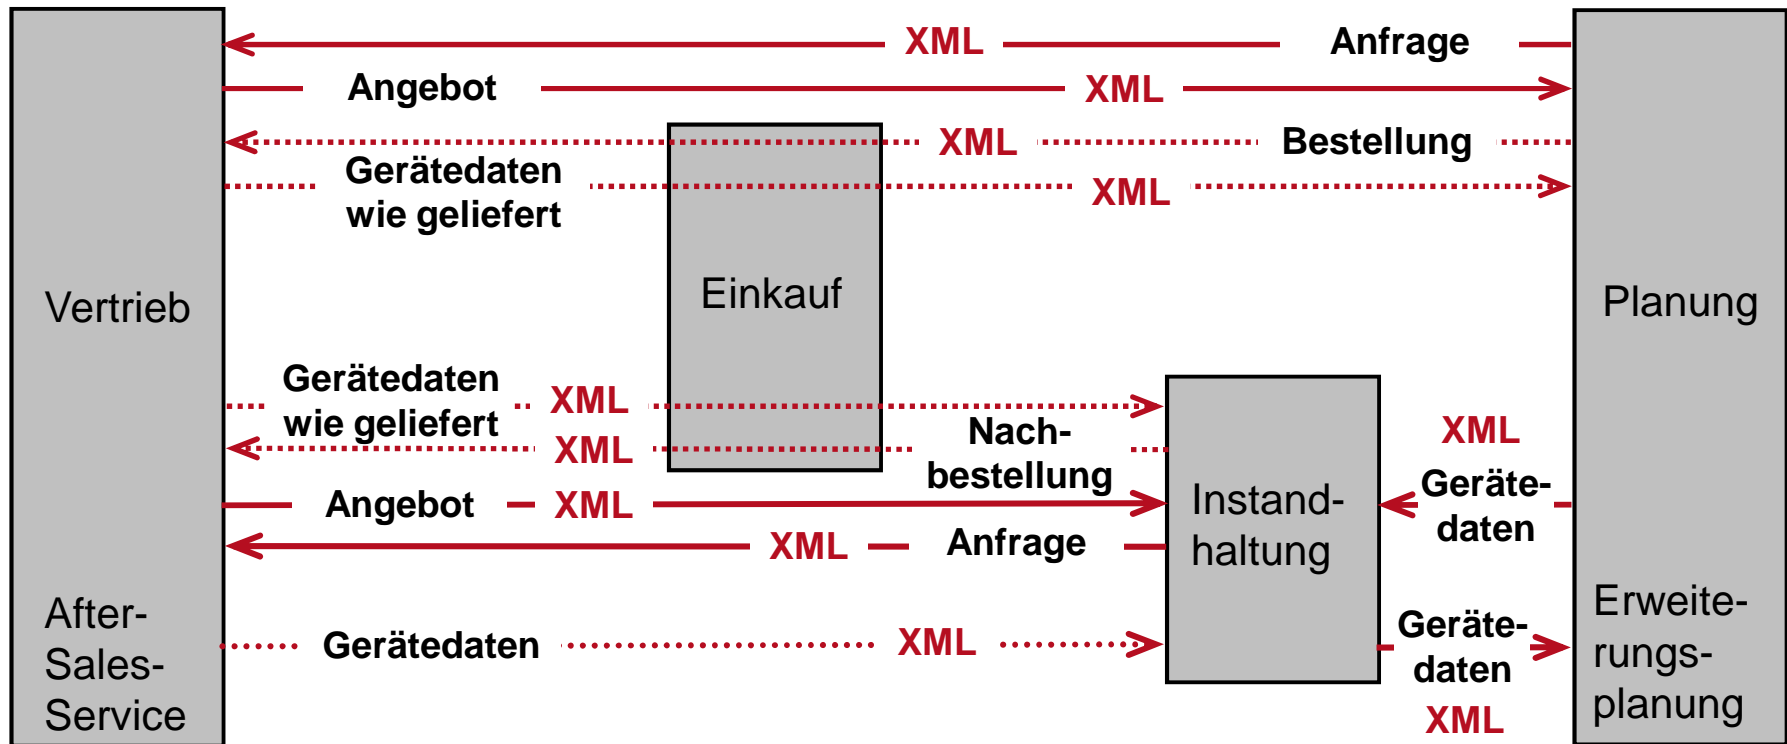 XML Anfrage
Angebot XML
XML Bestellung
Gerätedaten
wie geliefert
XML
Vertrieb
Einkauf
Planung
Gerätedaten
wie geliefert
XML
XML
Nach-
bestellung
Angebot XML
XML Anfrage
Instand-
haltung
XML
Geräte-
daten
After-
Sales-
Service
Gerätedaten XML
Geräte-
daten
XML
Erweite-
rungs-
planung